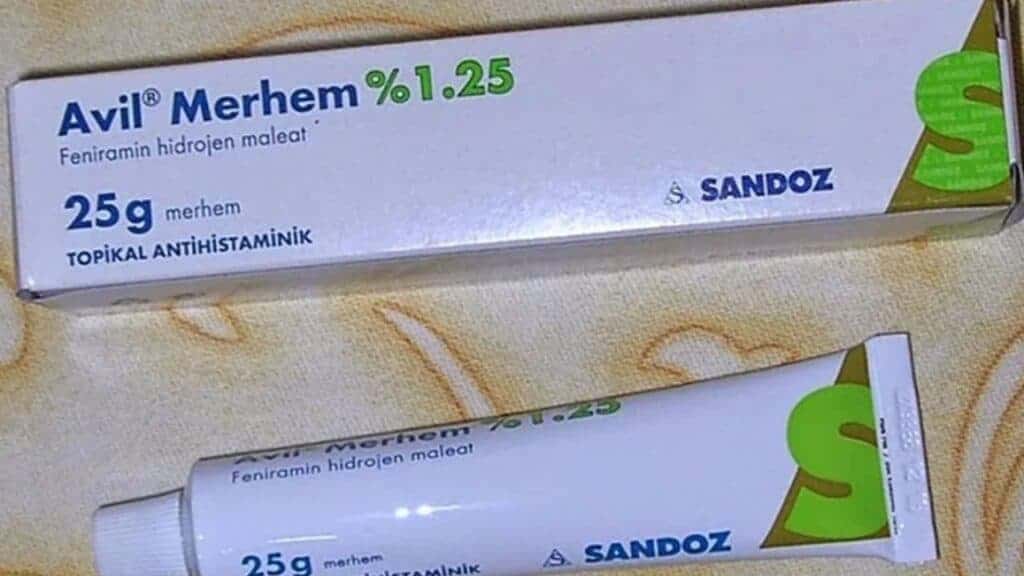 Avil® Merhem %1.25
Feniramin hidrojen maleat
25g merhem
TOPİKAL ANTİHİSTAMİNİK
SANDOZ
Avil Merhem %1.25
Feniramin hidrojen maleat
25g merhem
SANDOZ